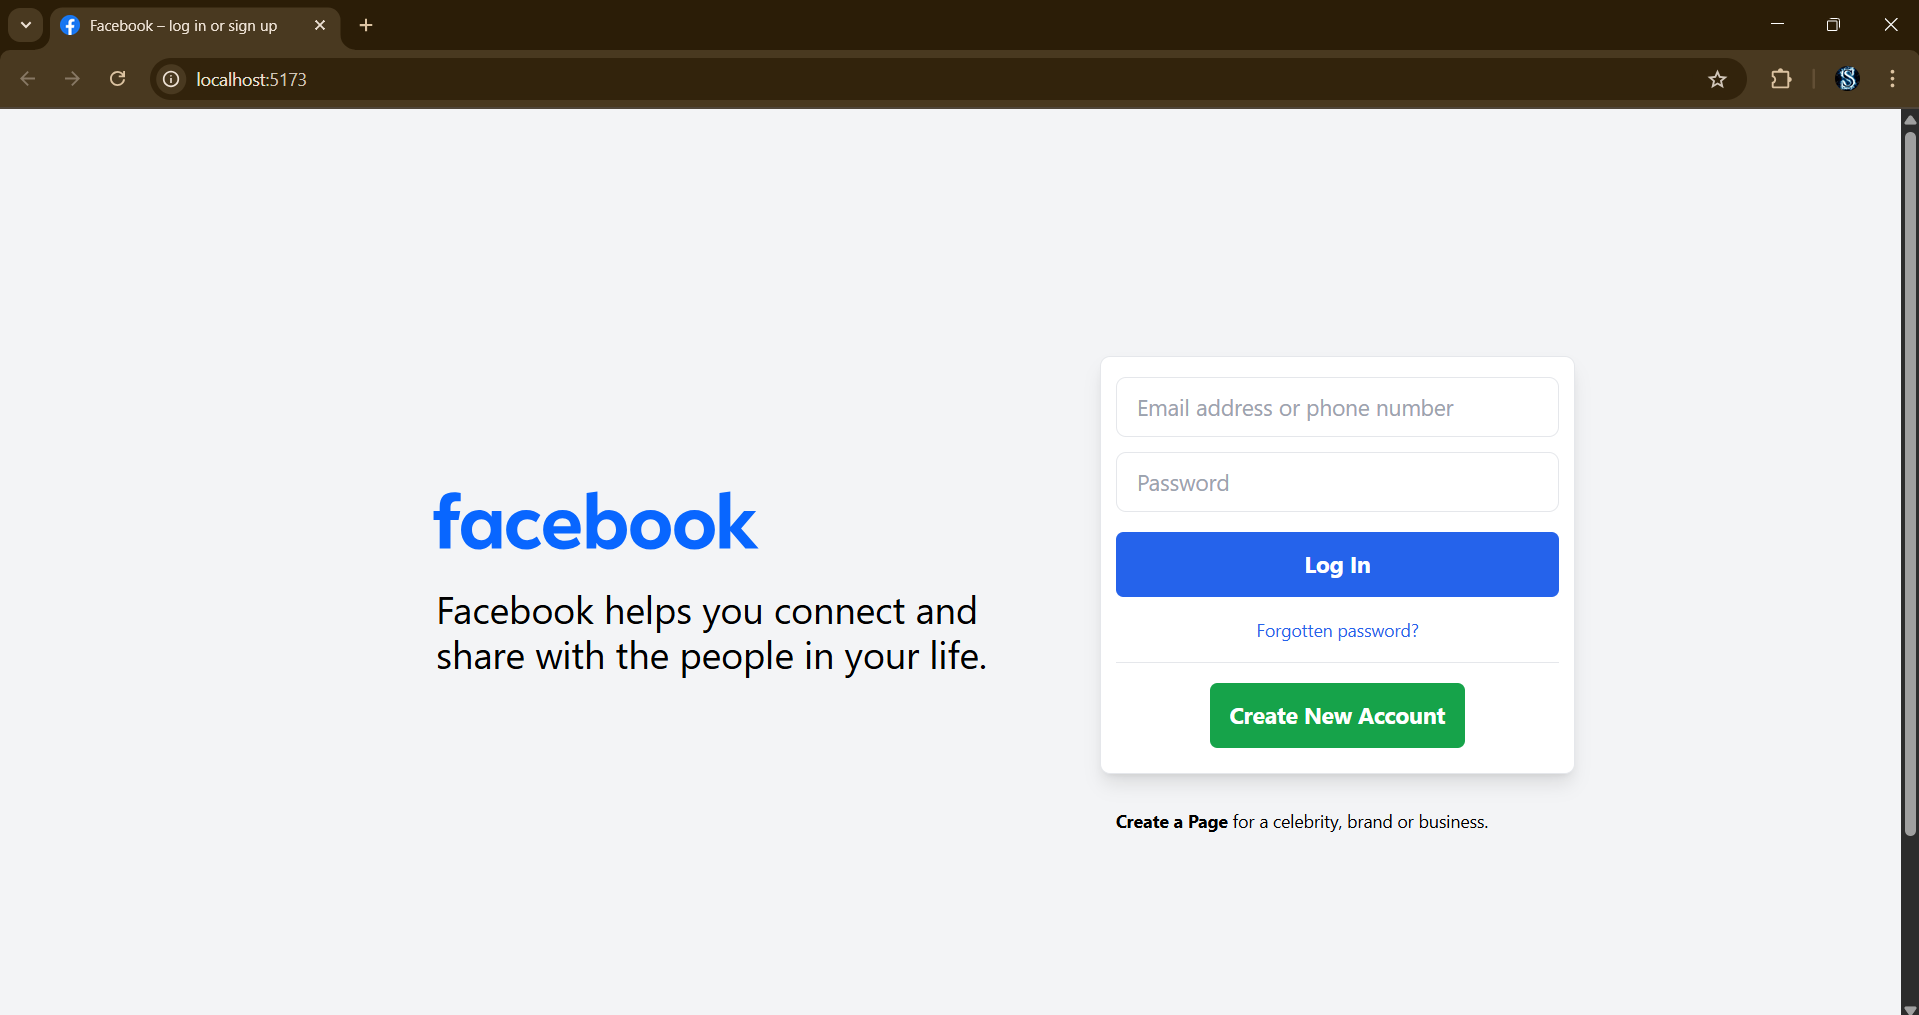 Facebook – log in or sign up
localhost:5173
facebook
Facebook helps you connect and
share with the people in your life.
Email address or phone number
Password
Log In
Forgotten password?
Create New Account
Create a Page for a celebrity, brand or business.